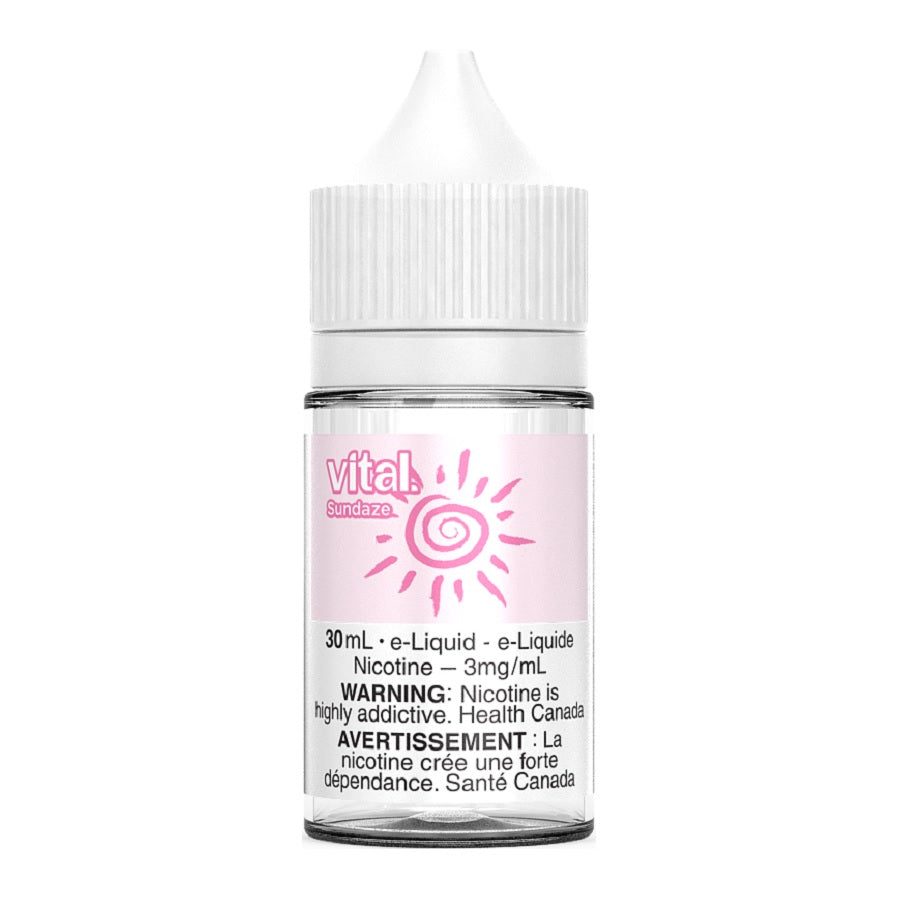 vital.
Sundaze
30 mL • e-Liquid - e-Liquide
Nicotine – 3mg/mL
WARNING: Nicotine is
highly addictive. Health Canada
AVERTISSEMENT : La
nicotine crée une forte
dépendance. Santé Canada